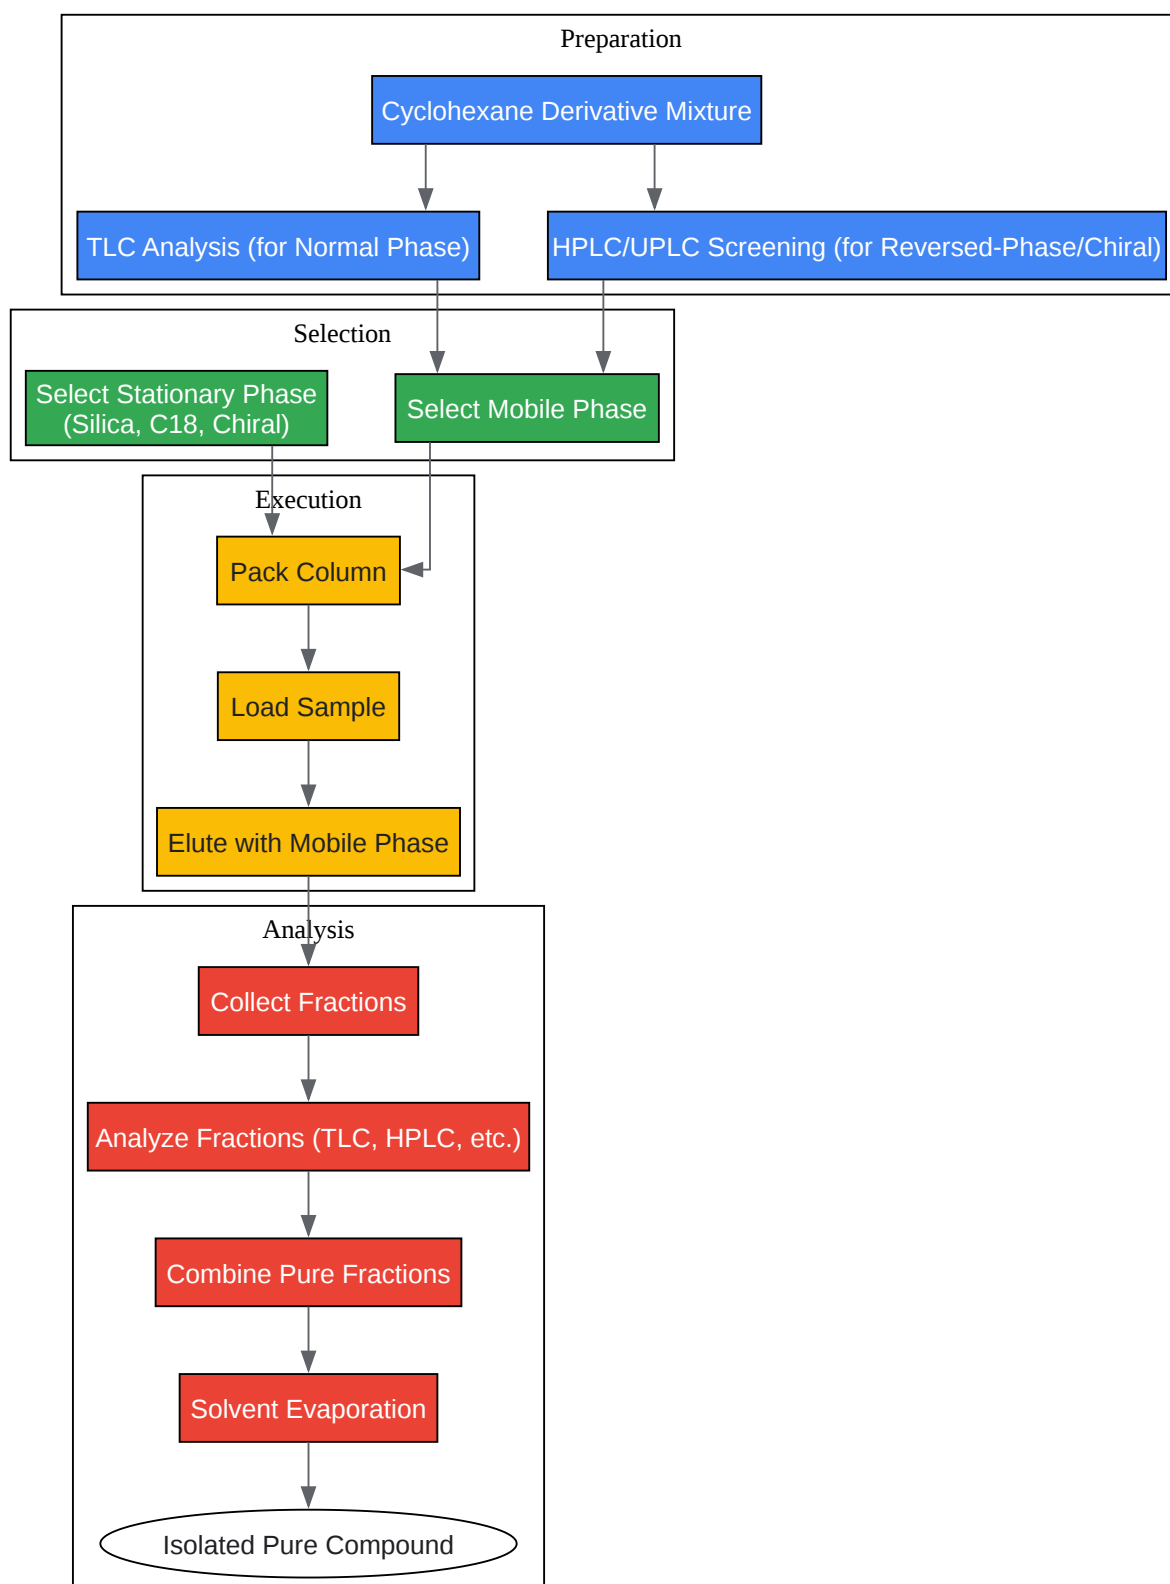 Preparation
Cyclohexane Derivative Mixture
TLC Analysis (for Normal Phase)
HPLC/UPLC Screening (for Reversed-Phase/Chiral)
Selection
Select Stationary Phase
(Silica, C18, Chiral)
Select Mobile Phase
Execution
Pack Column
Load Sample
Elute with Mobile Phase
Analysis
Collect Fractions
Analyze Fractions (TLC, HPLC, etc.)
Combine Pure Fractions
Solvent Evaporation
Isolated Pure Compound